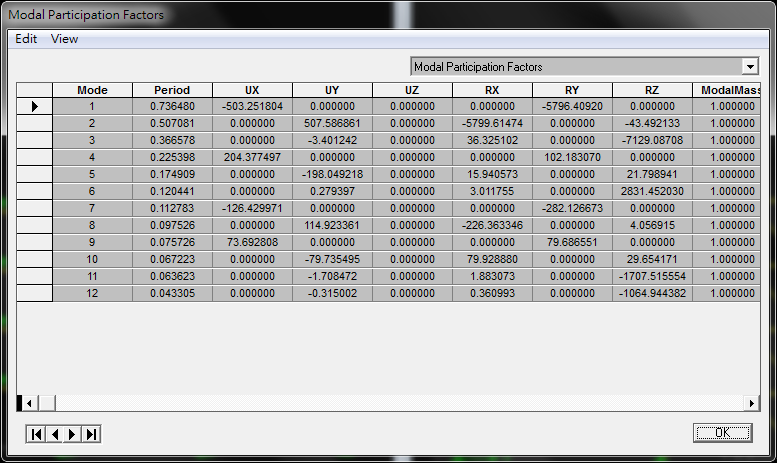 Modal Participation Factors
Edit View
Modal Participation Factors
Mode Period UX UY UZ RX RY RZ ModalMass
1 0.736480 -503.251804 0.000000 0.000000 0.000000 -5796.40920 0.000000 1.000000
2 0.507081 0.000000 507.586861 0.000000 -5799.61474 0.000000 -43.492133 1.000000
3 0.366578 0.000000 -3.401242 0.000000 36.325102 0.000000 -7129.08708 1.000000
4 0.225398 204.377497 0.000000 0.000000 0.000000 102.183070 0.000000 1.000000
5 0.174909 0.000000 -198.049218 0.000000 15.940573 0.000000 21.798941 1.000000
6 0.120441 0.000000 0.279397 0.000000 3.011755 0.000000 2831.452030 1.000000
7 0.112783 -126.429971 0.000000 0.000000 0.000000 -282.126673 0.000000 1.000000
8 0.097526 0.000000 114.923361 0.000000 -226.363346 0.000000 4.056915 1.000000
9 0.075726 73.692808 0.000000 0.000000 0.000000 79.686551 0.000000 1.000000
10 0.067223 0.000000 -79.735495 0.000000 79.928880 0.000000 29.654171 1.000000
11 0.063623 0.000000 -1.708472 0.000000 1.883073 0.000000 -1707.515554 1.000000
12 0.043305 0.000000 -0.315002 0.000000 0.360993 0.000000 -1064.944382 1.000000
OK